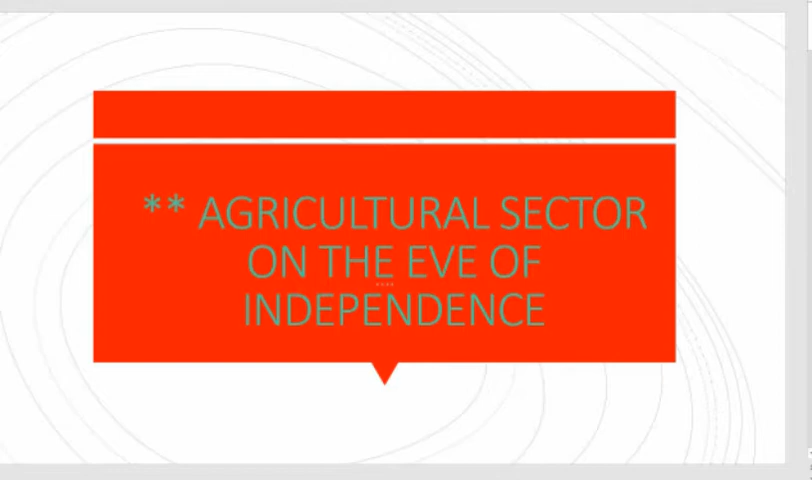 ** AGRICULTURAL SECTOR
ON THE EVE OF
INDEPENDENCE